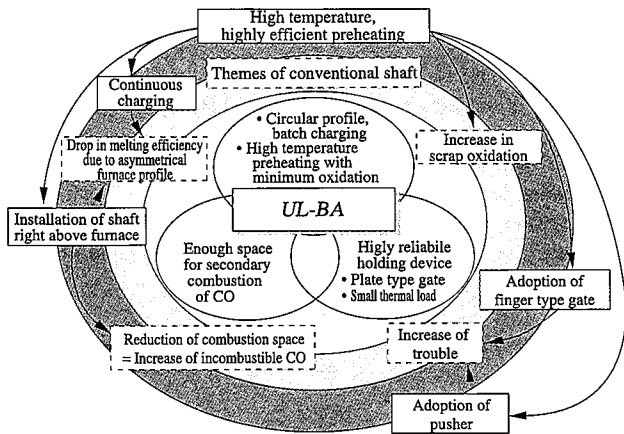 High temperature,
highly efficient preheating
Themes of conventional shaft
Continuous
charging
• Circular profile,
batch charging
• High temperature
preheating with
minimum oxidation
Drop in melting efficiency
due to asymmetrical
furnace profile
Increase in
scrap oxidation
UL-BA
Installation of shaft
right above furnace
Enough space
for secondary
combustion
of CO
Higly reliabile
holding device
• Plate type gate
• Small thermal load
Adoption of
finger type gate
Reduction of combustion space
= Increase of incombustible CO
Increase of
trouble
Adoption of
pusher